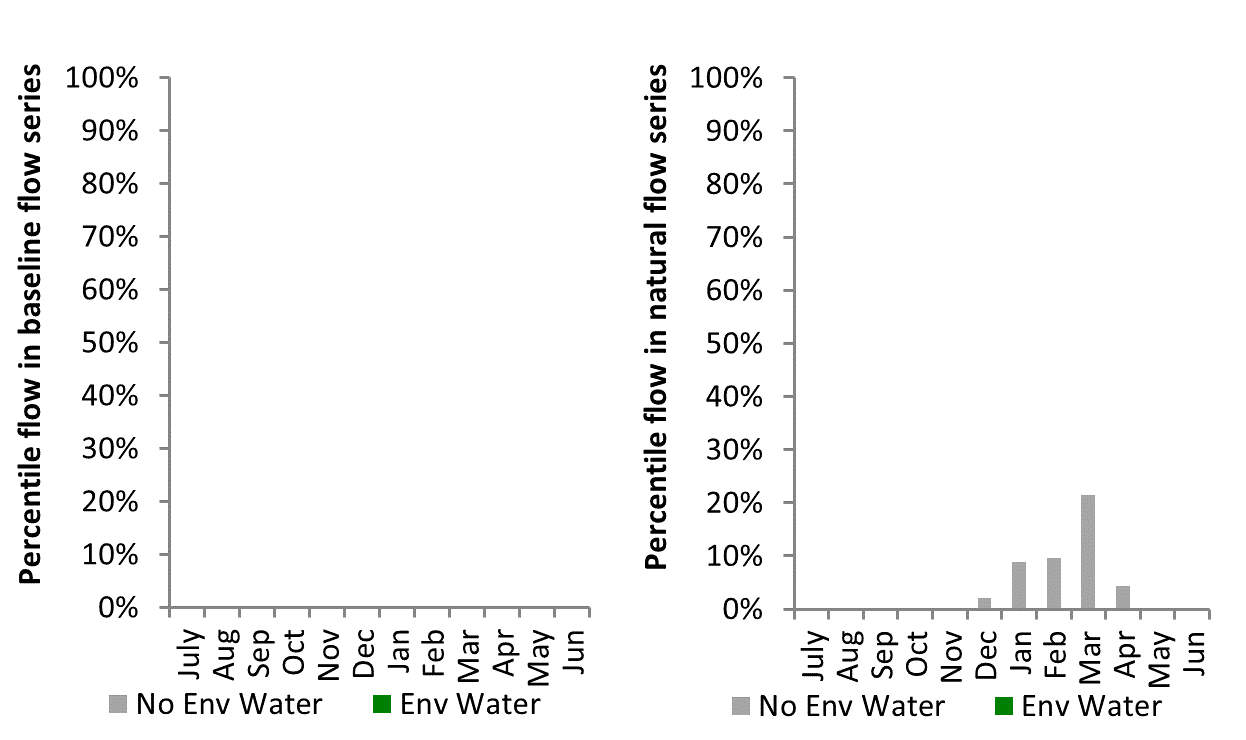 Percentile flow in baseline flow series
100%
90%
80%
70%
60%
50%
40%
30%
20%
10%
0%
July
Aug
Sep
Oct
Nov
Dec
Jan
Feb
Mar
Apr
May
Jun
No Env Water
Env Water
Percentile flow in natural flow series
100%
90%
80%
70%
60%
50%
40%
30%
20%
10%
0%
July
Aug
Sep
Oct
Nov
Dec
Jan
Feb
Mar
Apr
May
Jun
No Env Water
Env Water